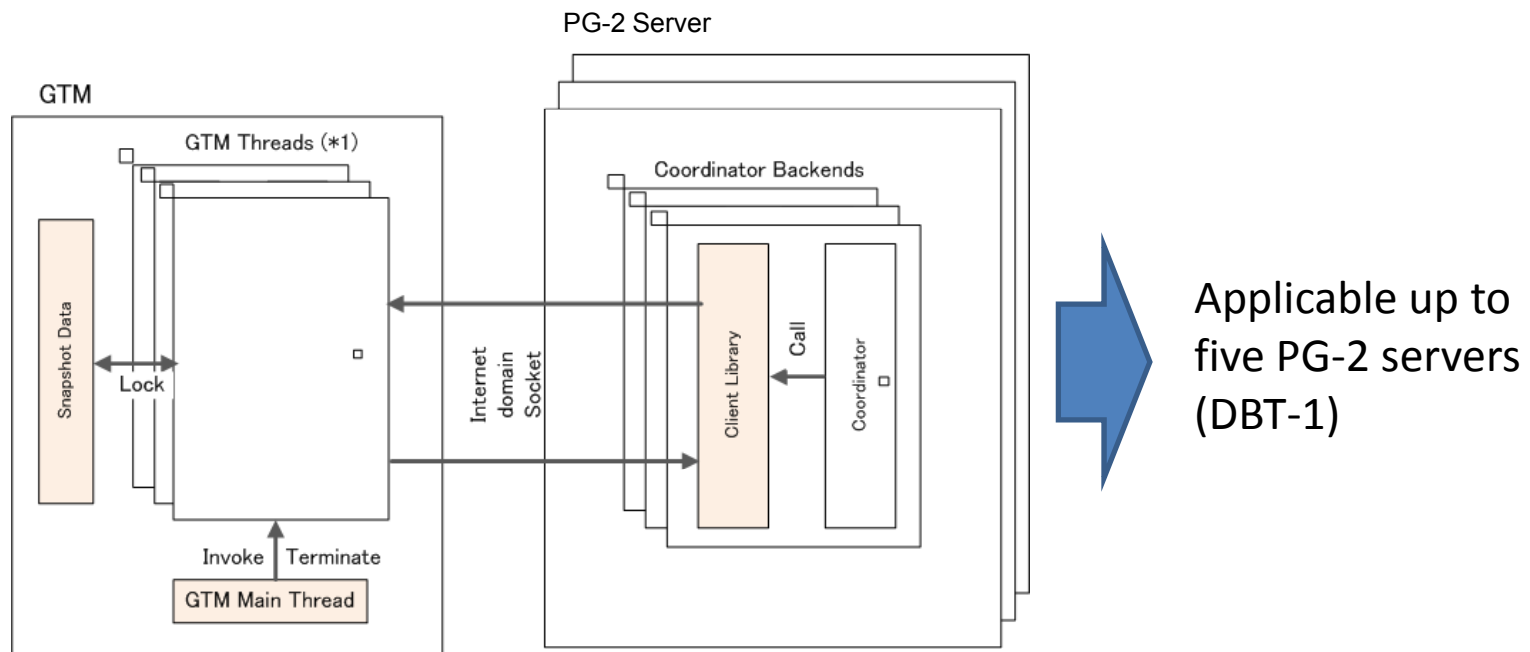 PG-2 Server
GTM
GTM Threads (*1)
Coordinator Backends
Snapshot Data
Lock
Internet
domain
Socket
Client Library
Call
Coordinator
Invoke
Terminate
GTM Main Thread
Applicable up to
five PG-2 servers
(DBT-1)